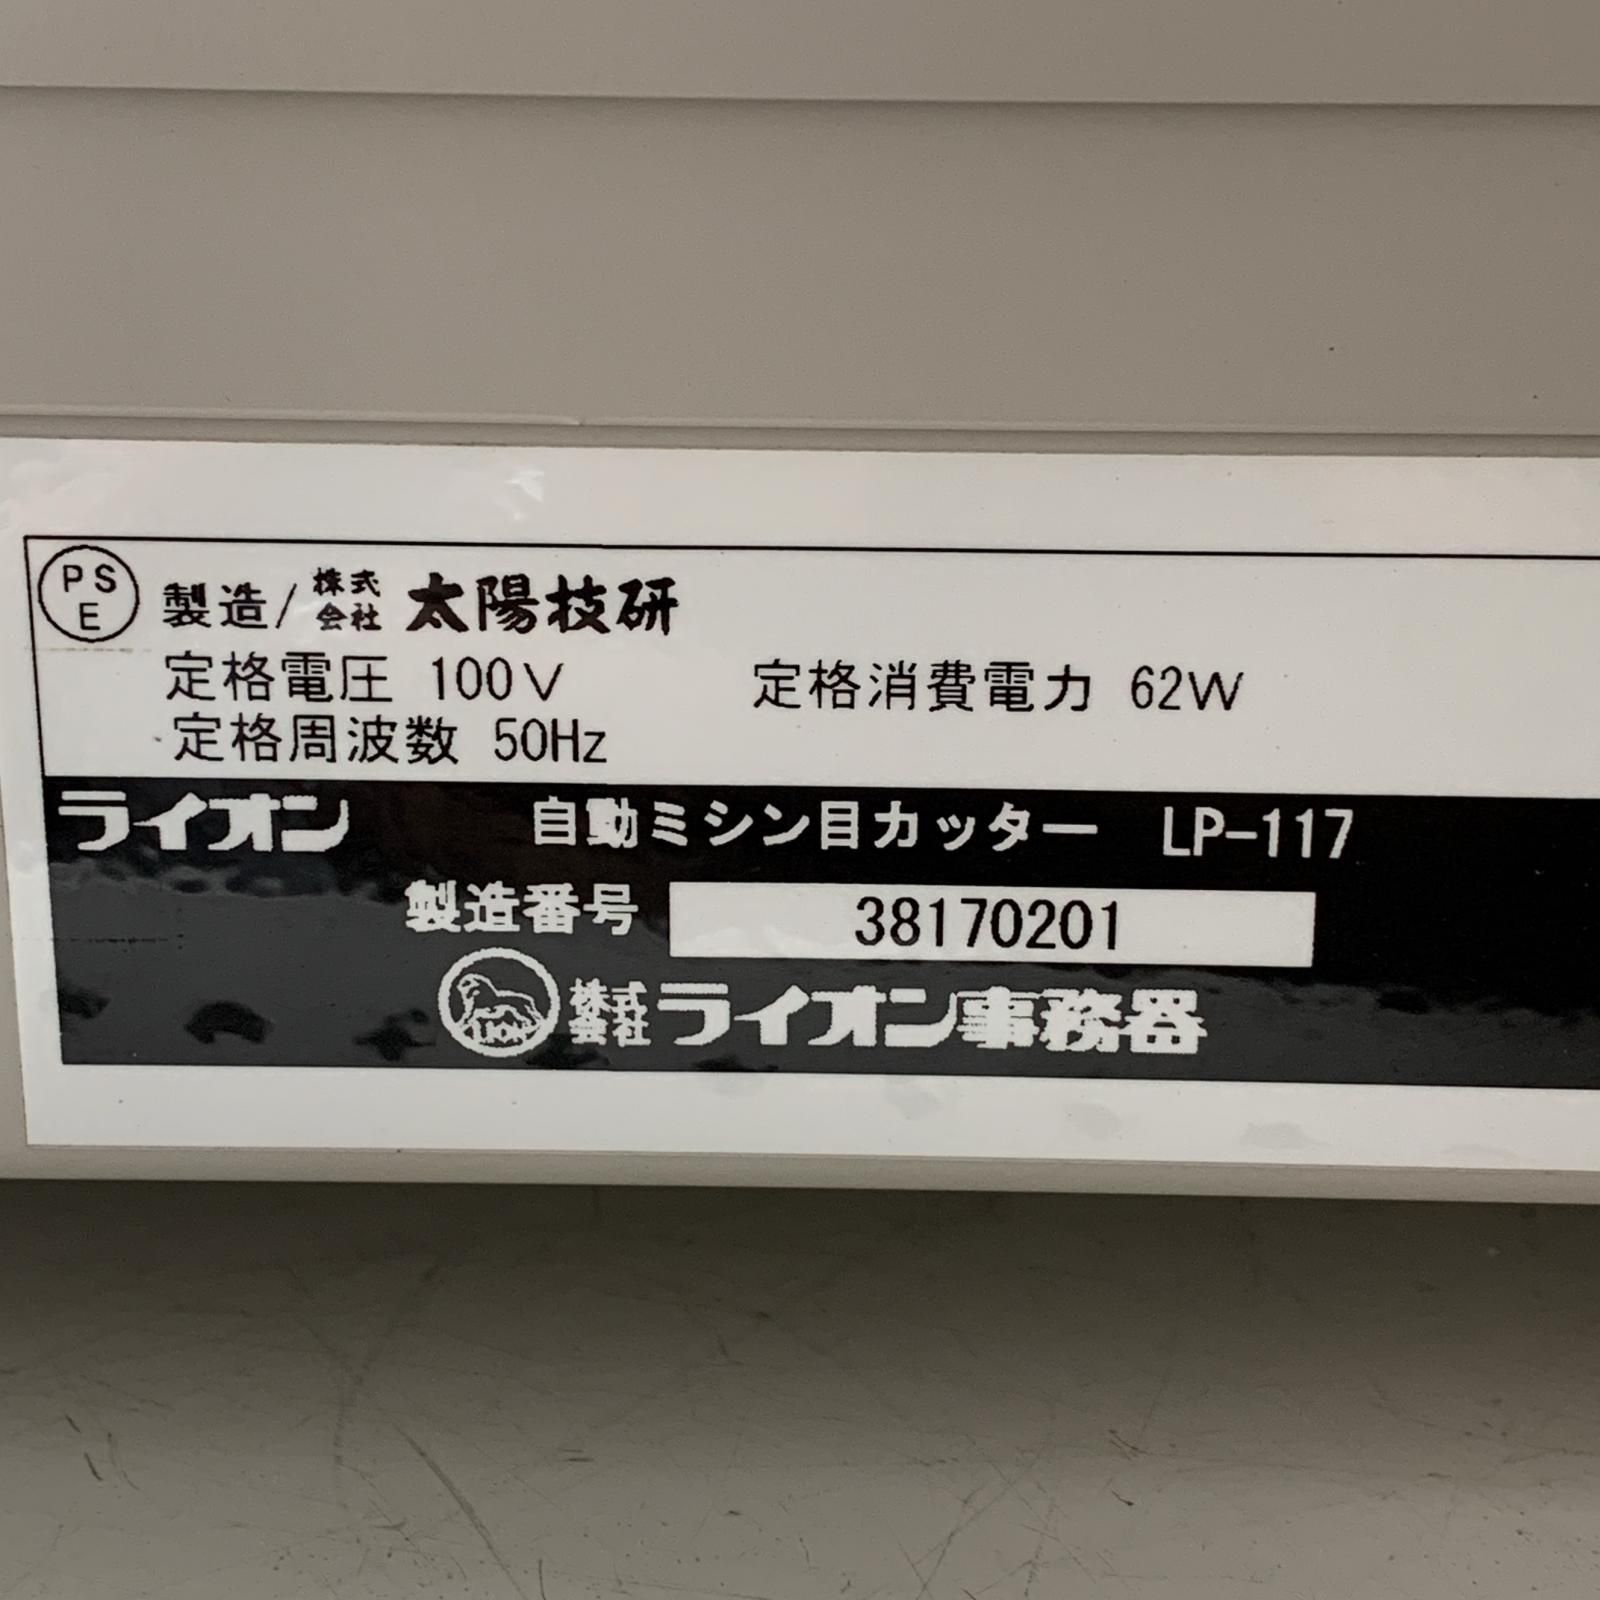 PSE 製造/株式会社 太陽技研
定格電圧 100V 定格消費電力 62W
定格周波数 50Hz
ライオン 自動ミシン目カッター LP-117
製造番号 38170201
LION 株式会社 ライオン事務器